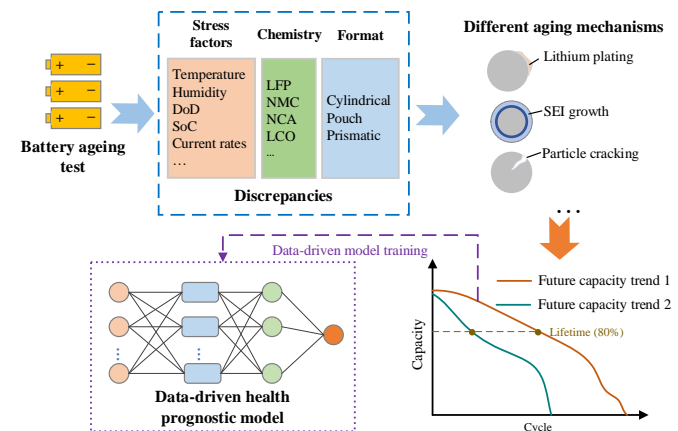 Battery ageing
test
Stress
factors
Temperature
Humidity
DoD
SoC
Current rates
…
Chemistry
LFP
NMC
NCA
LCO
...
Format
Cylindrical
Pouch
Prismatic
Discrepancies
Different aging mechanisms
Lithium plating
SEI growth
Particle cracking
...
Data-driven model training
Data-driven health
prognostic model
Future capacity trend 1
Future capacity trend 2
Lifetime (80%)
Capacity
Cycle